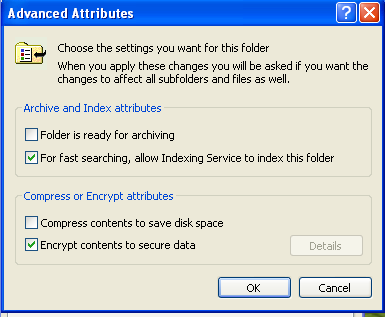 Advanced Attributes
?
Choose the settings you want for this folder
When you apply these changes you will be asked if you want the
changes to affect all subfolders and files as well.
Archive and Index attributes
Folder is ready for archiving
For fast searching, allow Indexing Service to index this folder
Compress or Encrypt attributes
Compress contents to save disk space
Encrypt contents to secure data
Details
OK
Cancel